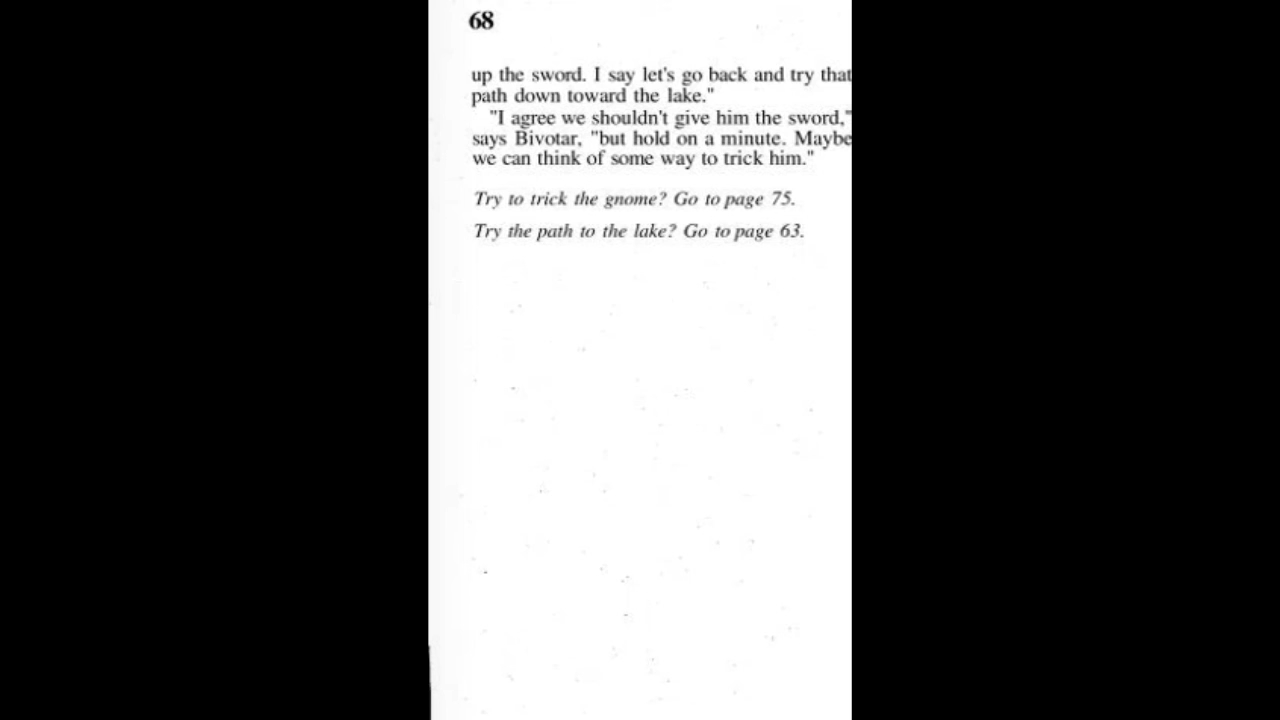 68
up the sword. I say let's go back and try that
path down toward the lake."
"I agree we shouldn't give him the sword,"
says Bivotar, "but hold on a minute. Maybe
we can think of some way to trick him."
Try to trick the gnome? Go to page 75.
Try the path to the lake? Go to page 63.